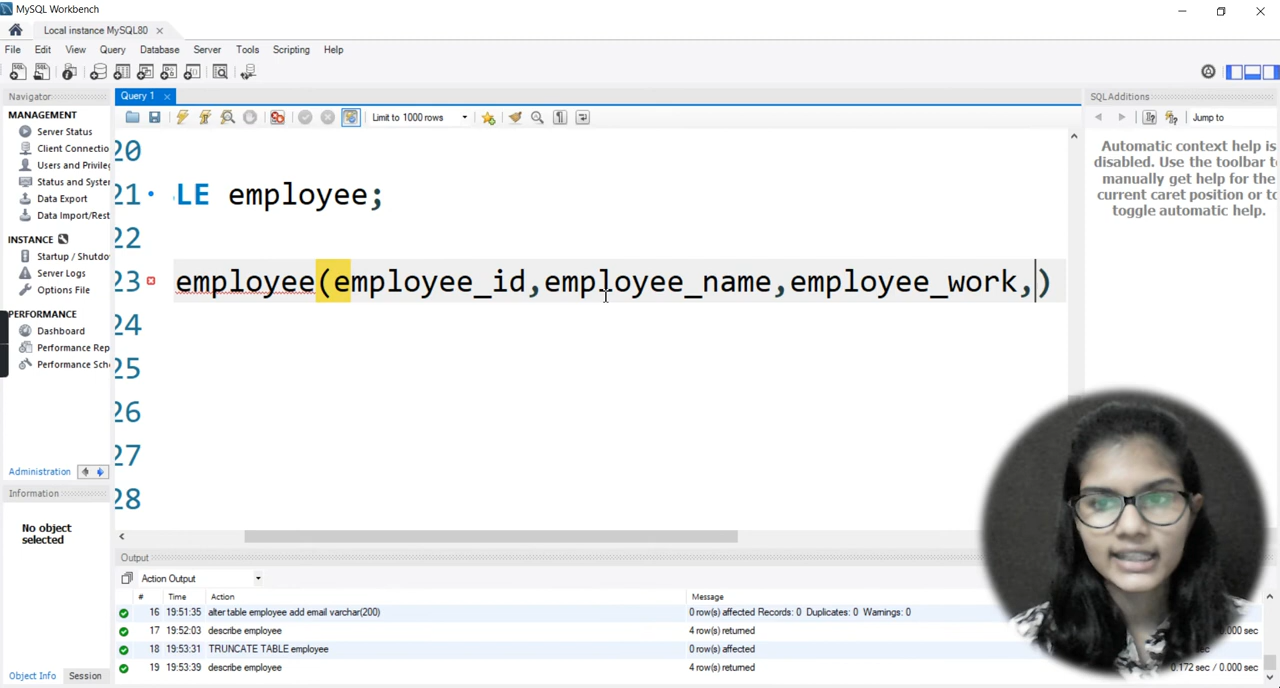 MySQL Workbench
Local instance MySQL80
File Edit View Query Database Server Tools Scripting Help
Navigator
MANAGEMENT
Server Status
Client Connectio
Users and Privileg
Status and Syster
Data Export
Data Import/Rest
INSTANCE
Startup / Shutdo
Server Logs
Options File
PERFORMANCE
Dashboard
Performance Rep
Performance Sch
Administration
Information
No object
selected
Object Info Session
Query 1
Limit to 1000 rows
20
21 LE employee;
22
23 employee(employee_id,employee_name,employee_work,)
24
25
26
27
28
SQLAdditions
Jump to
Automatic context help is
disabled. Use the toolbar t
manually get help for the
current caret position or to
toggle automatic help.
Output
Action Output
# Time Action Message
16 19:51:35 alter table employee add email varchar(200) 0 row(s) affected Records: 0 Duplicates: 0 Warnings: 0
17 19:52:03 describe employee 4 row(s) returned 0.000 sec
18 19:53:31 TRUNCATE TABLE employee 0 row(s) affected sec
19 19:53:39 describe employee 4 row(s) returned 0.172 sec / 0.000 sec